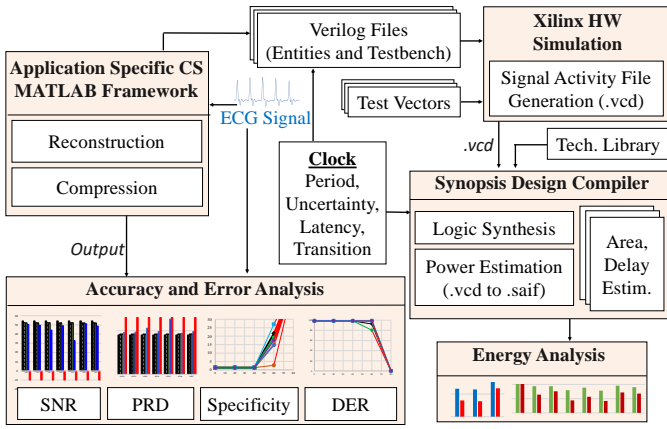 Application Specific CS
MATLAB Framework
Reconstruction
Compression
ECG Signal
Verilog Files
(Entities and Testbench)
Test Vectors
Xilinx HW
Simulation
Signal Activity File
Generation (.vcd)
.vcd
Tech. Library
Clock
Period,
Uncertainty,
Latency,
Transition
Synopsis Design Compiler
Logic Synthesis
Power Estimation
(.vcd to .saif)
Area,
Delay
Estim.
Output
Accuracy and Error Analysis
SNR
PRD
Specificity
DER
Energy Analysis